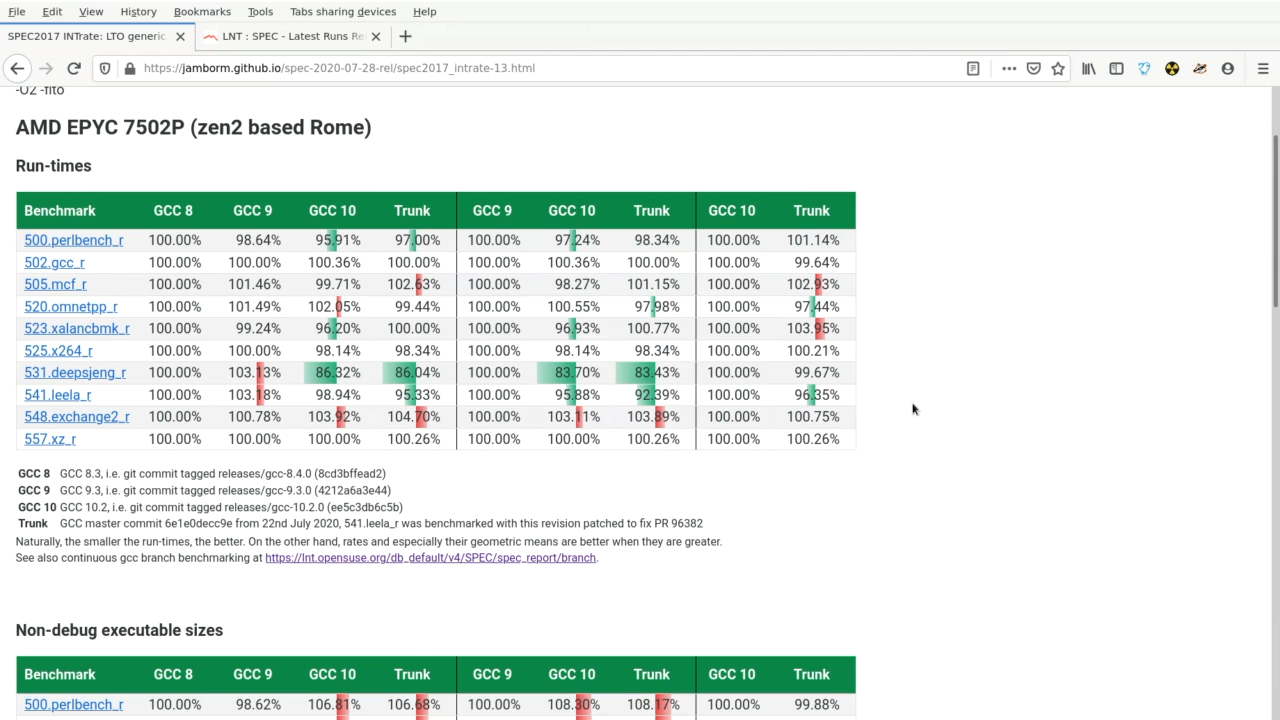 File Edit View History Bookmarks Tools Tabs sharing devices Help
SPEC2017 INTrate: LTO generic LNT : SPEC - Latest Runs Re
https://jamborm.github.io/spec-2020-07-28-rel/spec2017_intrate-13.html
-O2 -flto
AMD EPYC 7502P (zen2 based Rome)
Run-times
Benchmark GCC 8 GCC 9 GCC 10 Trunk GCC 9 GCC 10 Trunk GCC 10 Trunk
500.perlbench_r 100.00% 98.64% 95.91% 97.00% 100.00% 97.24% 98.34% 100.00% 101.14%
502.gcc_r 100.00% 100.00% 100.36% 100.00% 100.00% 100.36% 100.00% 100.00% 99.64%
505.mcf_r 100.00% 101.46% 99.71% 102.63% 100.00% 98.27% 101.15% 100.00% 102.93%
520.omnetpp_r 100.00% 101.49% 102.05% 99.44% 100.00% 100.55% 97.98% 100.00% 97.44%
523.xalancbmk_r 100.00% 99.24% 96.20% 100.00% 100.00% 96.93% 100.77% 100.00% 103.95%
525.x264_r 100.00% 100.00% 98.14% 98.34% 100.00% 98.14% 98.34% 100.00% 100.21%
531.deepsjeng_r 100.00% 103.13% 86.32% 86.04% 100.00% 83.70% 83.43% 100.00% 99.67%
541.leela_r 100.00% 103.18% 98.94% 95.33% 100.00% 95.88% 92.39% 100.00% 96.35%
548.exchange2_r 100.00% 100.78% 103.92% 104.70% 100.00% 103.11% 103.89% 100.00% 100.75%
557.xz_r 100.00% 100.00% 100.00% 100.26% 100.00% 100.00% 100.26% 100.00% 100.26%
GCC 8 GCC 8.3, i.e. git commit tagged releases/gcc-8.4.0 (8cd3bffead2)
GCC 9 GCC 9.3, i.e. git commit tagged releases/gcc-9.3.0 (4212a6a3e44)
GCC 10 GCC 10.2, i.e. git commit tagged releases/gcc-10.2.0 (ee5c3db6c5b)
Trunk GCC master commit 6e1e0decc9e from 22nd July 2020, 541.leela_r was benchmarked with this revision patched to fix PR 96382
Naturally, the smaller the run-times, the better. On the other hand, rates and especially their geometric means are better when they are greater.
See also continuous gcc branch benchmarking at https://lnt.opensuse.org/db_default/v4/SPEC/spec_report/branch.
Non-debug executable sizes
Benchmark GCC 8 GCC 9 GCC 10 Trunk GCC 9 GCC 10 Trunk GCC 10 Trunk
500.perlbench_r 100.00% 98.62% 106.81% 106.68% 100.00% 108.30% 108.17% 100.00% 99.88%